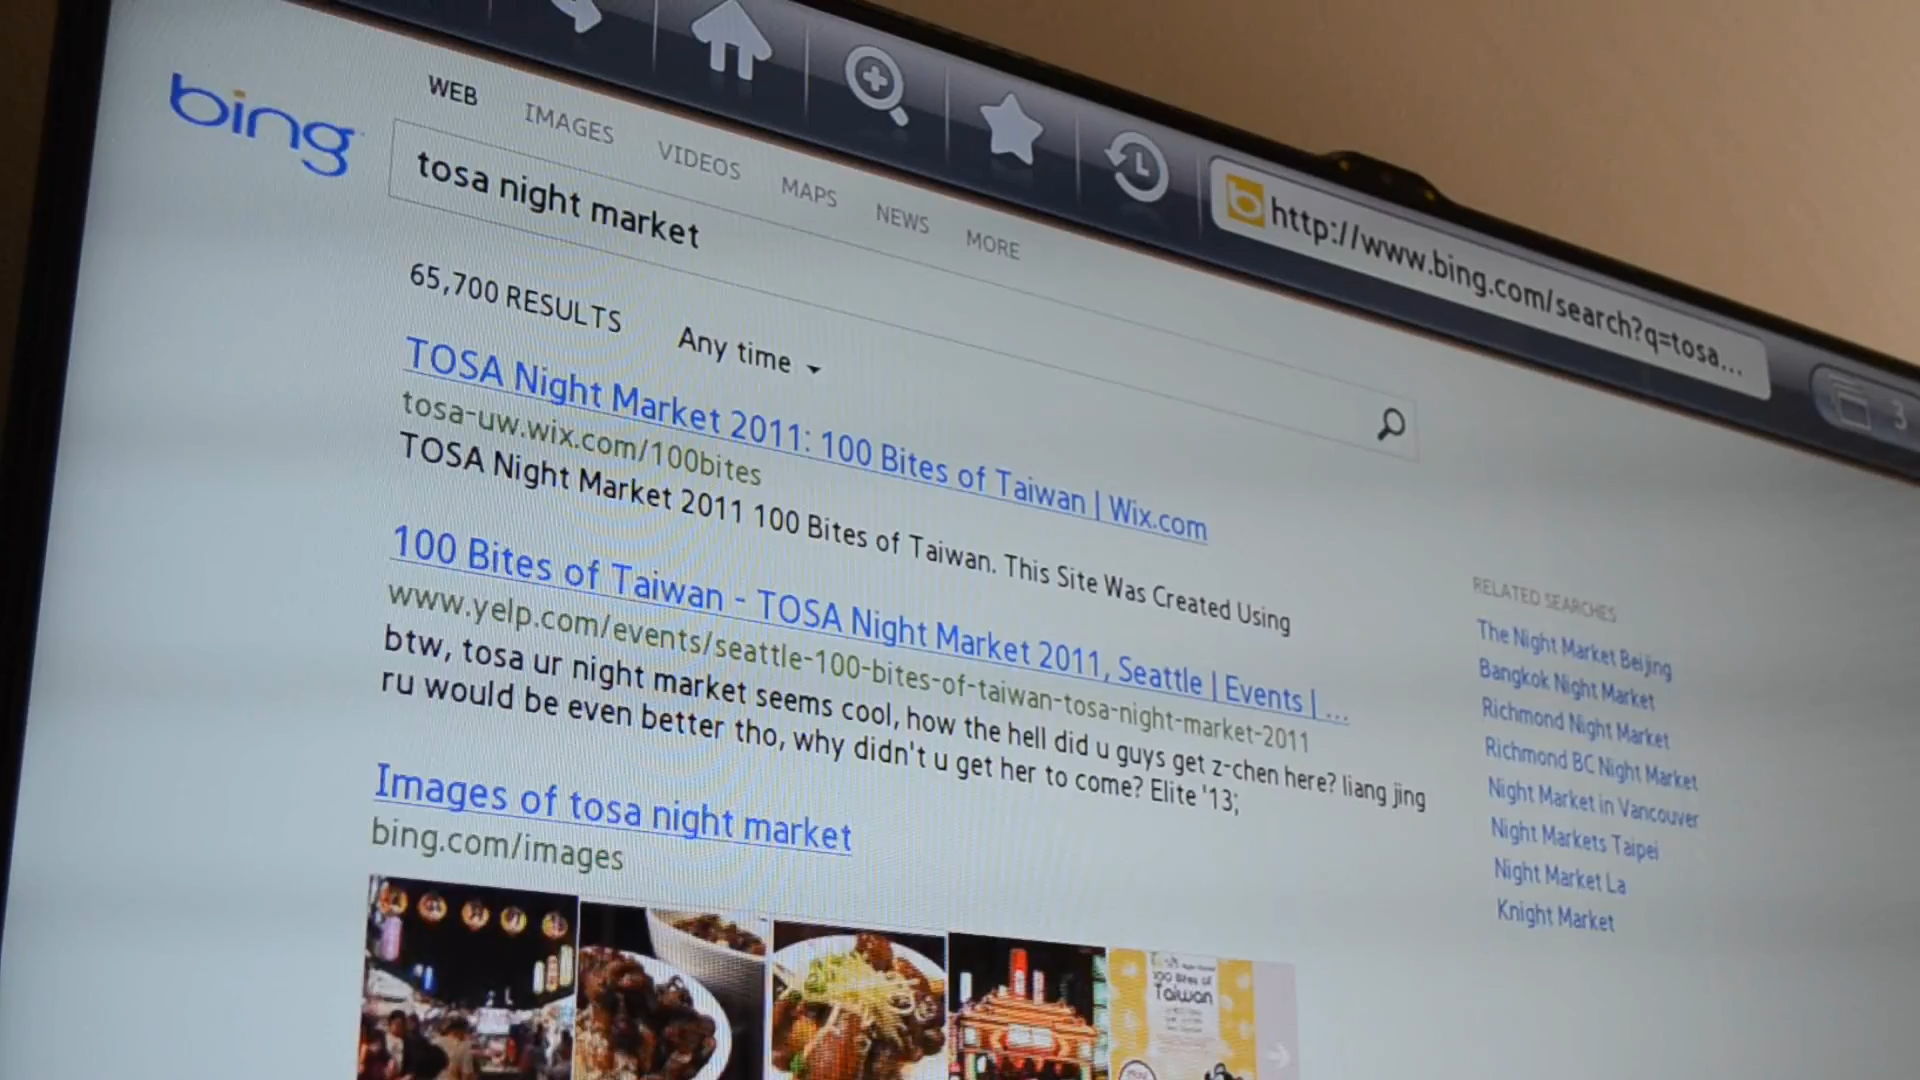 http://www.bing.com/search?q=tosa...
3
bing
WEB IMAGES VIDEOS MAPS NEWS MORE
tosa night market
65,700 RESULTS Any time
TOSA Night Market 2011: 100 Bites of Taiwan | Wix.com
tosa-uw.wix.com/100bites
TOSA Night Market 2011 100 Bites of Taiwan. This Site Was Created Using
100 Bites of Taiwan - TOSA Night Market 2011, Seattle | Events | ...
www.yelp.com/events/seattle-100-bites-of-taiwan-tosa-night-market-2011
btw, tosa ur night market seems cool, how the hell did u guys get z-chen here? liang jing
ru would be even better tho, why didn't u get her to come? Elite '13;
Images of tosa night market
bing.com/images
100 Bites of
Taiwan
RELATED SEARCHES
The Night Market Beijing
Bangkok Night Market
Richmond Night Market
Richmond BC Night Market
Night Market in Vancouver
Night Markets Taipei
Night Market La
Knight Market